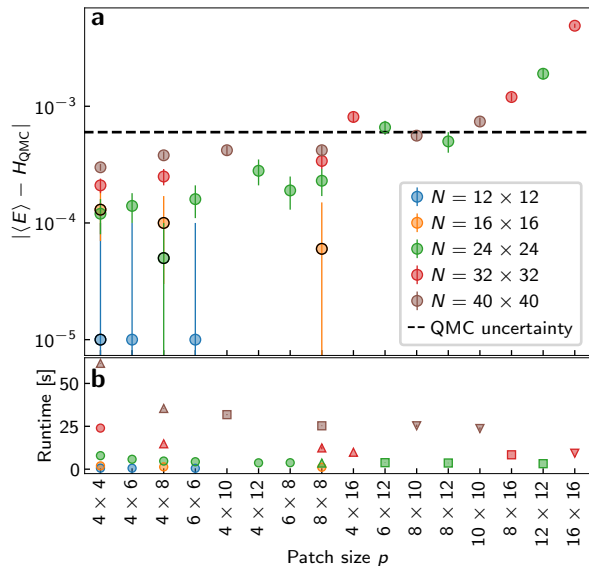 a
|⟨E⟩ − H_QMC|
10⁻³
10⁻⁴
10⁻⁵
N = 12 × 12
N = 16 × 16
N = 24 × 24
N = 32 × 32
N = 40 × 40
QMC uncertainty
b
Runtime [s]
50
25
0
4 × 4
4 × 6
4 × 8
6 × 6
4 × 10
4 × 12
6 × 8
8 × 8
4 × 16
6 × 12
8 × 10
8 × 12
10 × 10
8 × 16
12 × 12
16 × 16
Patch size p